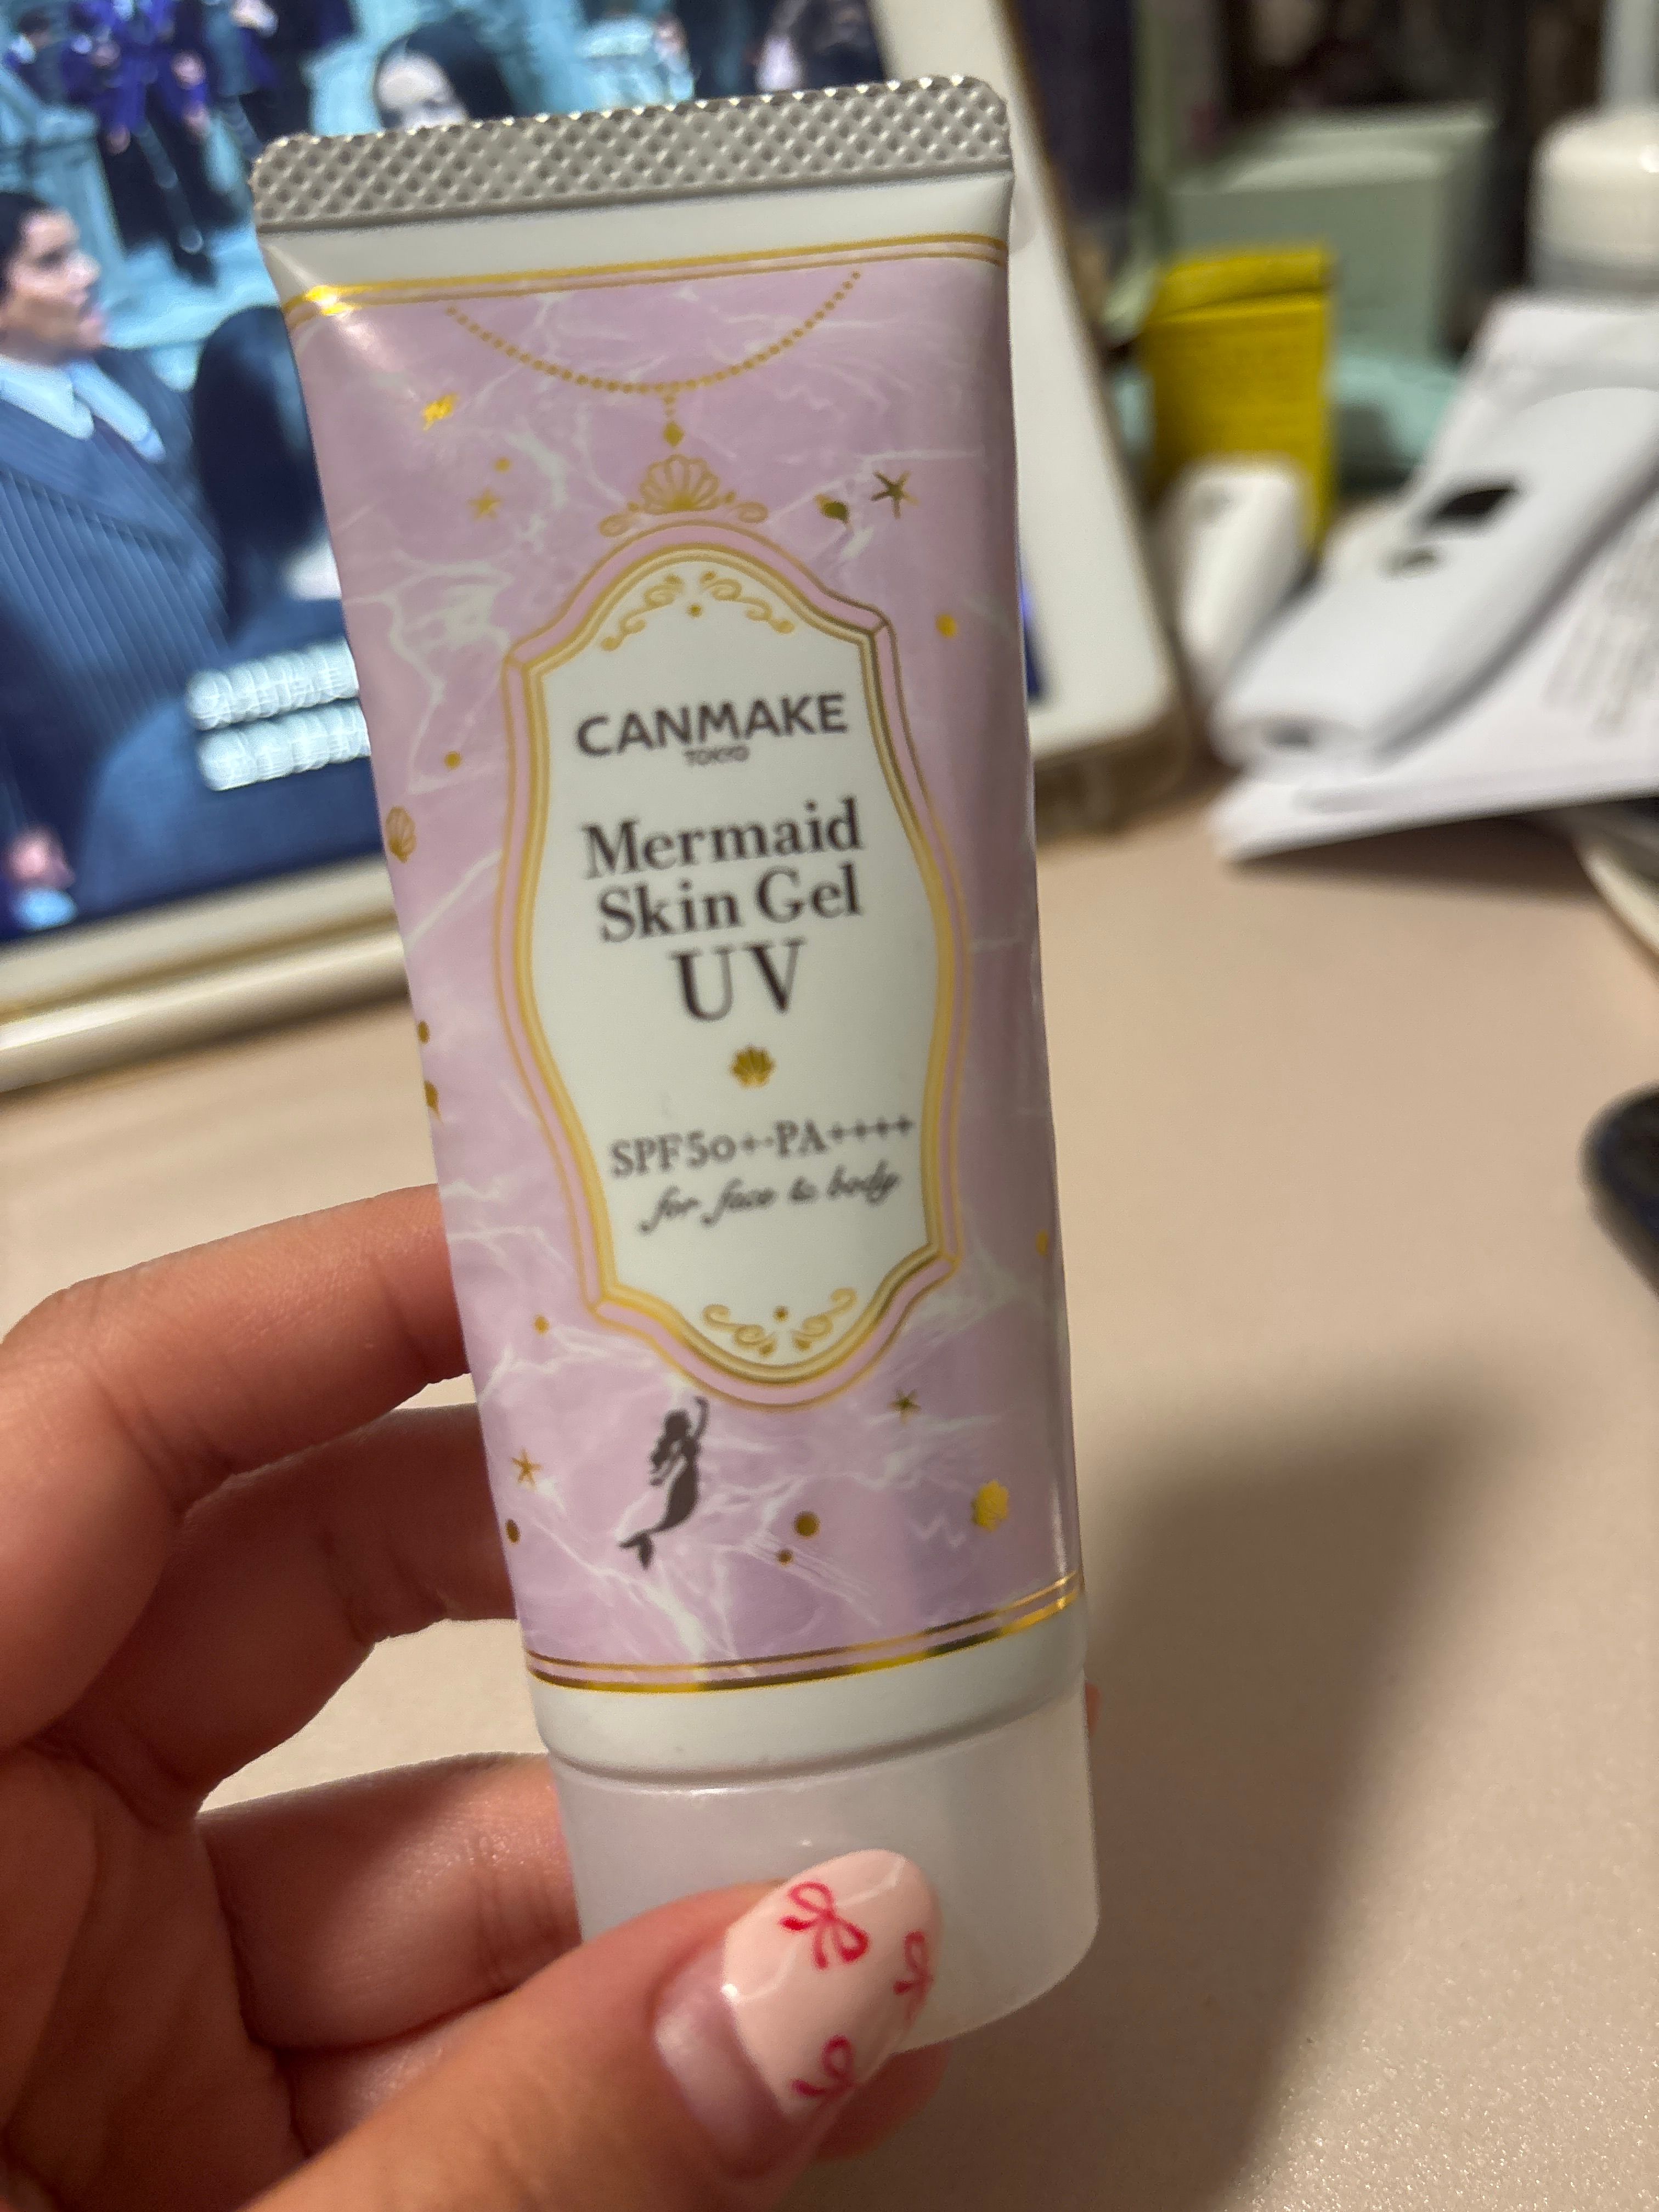 CANMAKE
TOKYO
Mermaid
Skin Gel
UV
SPF50+·PA++++
for face & body